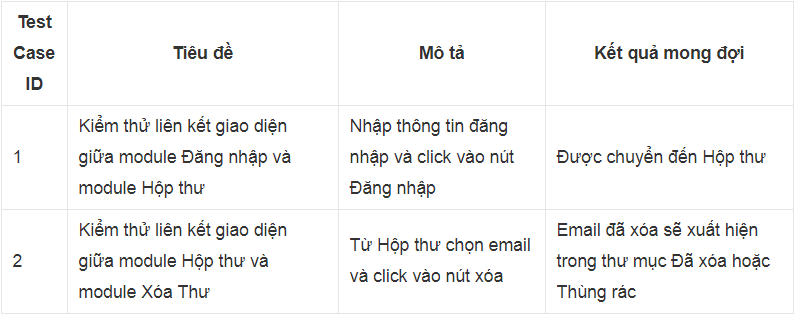 Test
Case
ID
Tiêu đề
Mô tả
Kết quả mong đợi
1
Kiểm thử liên kết giao diện
giữa module Đăng nhập và
module Hộp thư
Nhập thông tin đăng
nhập và click vào nút
Đăng nhập
Được chuyển đến Hộp thư
2
Kiểm thử liên kết giao diện
giữa module Hộp thư và
module Xóa Thư
Từ Hộp thư chọn email
và click vào nút xóa
Email đã xóa sẽ xuất hiện
trong thư mục Đã xóa hoặc
Thùng rác